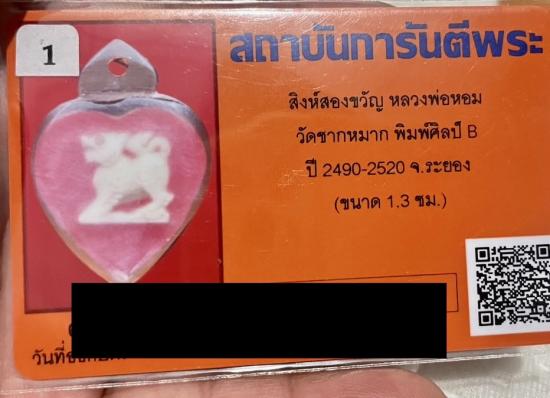 1
สถาบันการันตีพระ
สิงห์สองขวัญ หลวงพ่อหอม
วัดซากหมาก พิมพ์ศิลป์ B
ปี 2490-2520 จ.ระยอง
(ขนาด 1.3 ซม.)